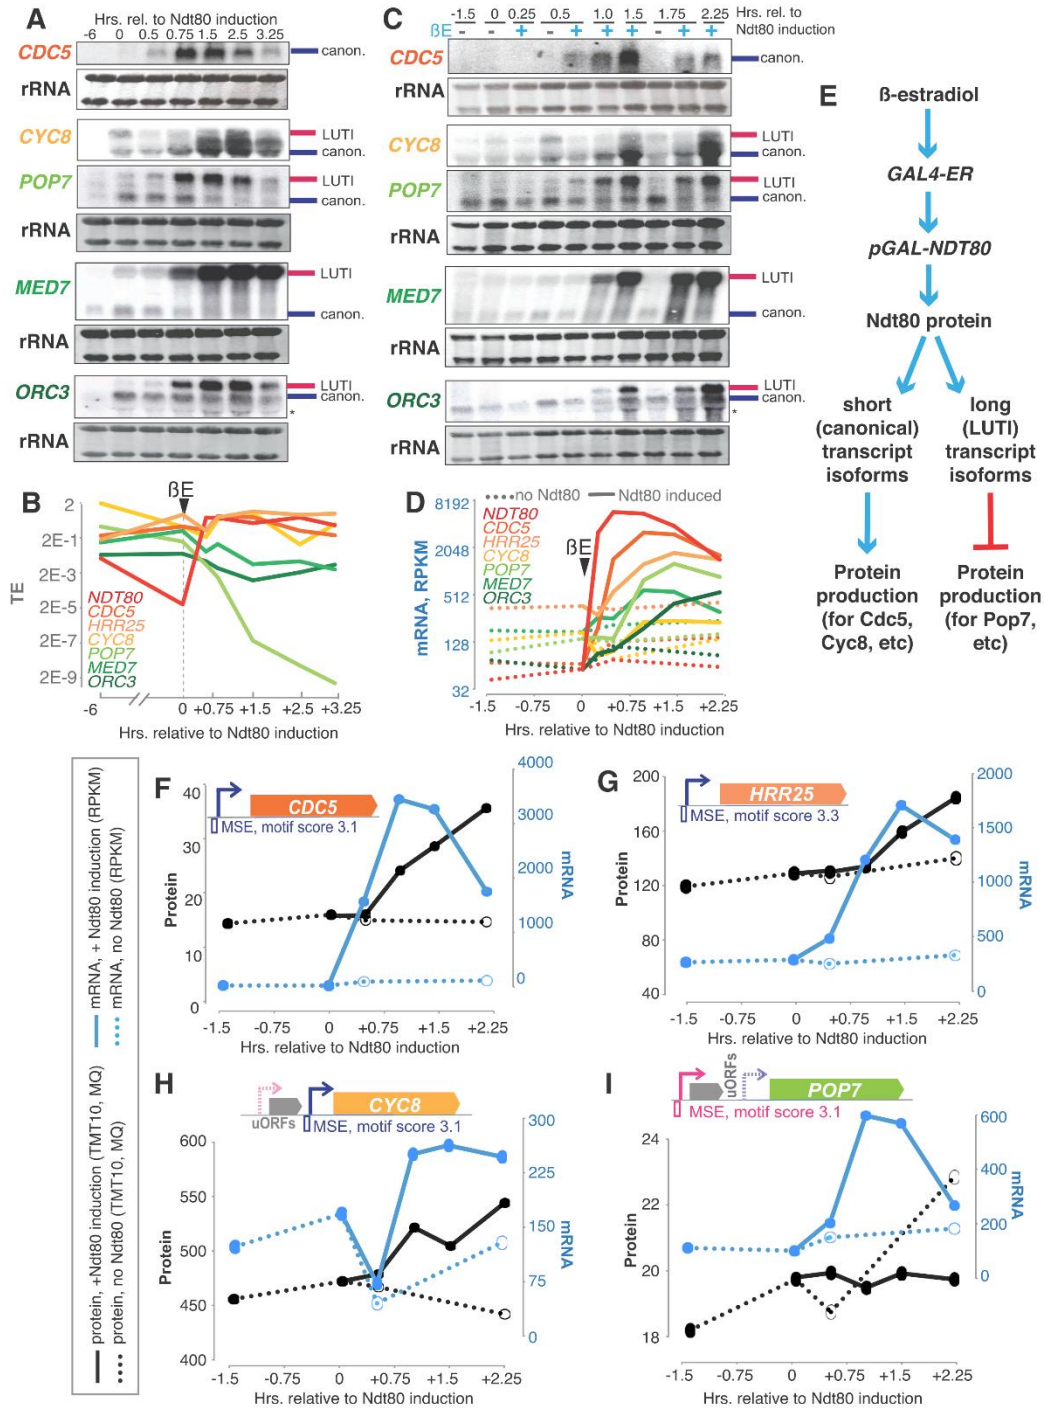 A
Hrs. rel. to Ndt80 induction
-6 0 0.5 0.75 1.5 2.5 3.25
CDC5
canon.
rRNA
CYC8
LUTI
canon.
POP7
LUTI
canon.
rRNA
MED7
LUTI
canon.
rRNA
ORC3
LUTI
canon.
*
rRNA
C
-1.5 0 0.25 0.5 1.0 1.5 1.75 2.25
Hrs. rel. to
Ndt80 induction
ßE - - + - + + + - + +
CDC5
canon.
rRNA
CYC8
LUTI
canon.
POP7
LUTI
canon.
rRNA
MED7
LUTI
canon.
rRNA
ORC3
LUTI
canon.
*
rRNA
E
ß-estradiol
GAL4-ER
pGAL-NDT80
Ndt80 protein
short
(canonical)
transcript
isoforms
long
(LUTI)
transcript
isoforms
Protein
production
(for Cdc5,
Cyc8, etc)
Protein
production
(for Pop7,
etc)
B
ßE
TE
2
2E-1
2E-3
2E-5
2E-7
2E-9
NDT80
CDC5
HRR25
CYC8
POP7
MED7
ORC3
-6 0 +0.75 +1.5 +2.5 +3.25
Hrs. relative to Ndt80 induction
D
no Ndt80
Ndt80 induced
mRNA, RPKM
8192
2048
512
128
32
NDT80
CDC5
HRR25
CYC8
POP7
MED7
ORC3
ßE
-1.5 -0.75 0 +0.75 +1.5 +2.25
Hrs. relative to Ndt80 induction
protein, +Ndt80 induction (TMT10, MQ)
protein, no Ndt80 (TMT10, MQ)
mRNA, + Ndt80 induction (RPKM)
mRNA, no Ndt80 (RPKM)
F
CDC5
MSE, motif score 3.1
Protein
40
30
20
10
0
mRNA
4000
3000
2000
1000
0
-1.5 -0.75 0 +0.75 +1.5 +2.25
Hrs. relative to Ndt80 induction
G
HRR25
MSE, motif score 3.3
Protein
200
160
120
80
40
mRNA
2000
1500
1000
500
0
-1.5 -0.75 0 +0.75 +1.5 +2.25
Hrs. relative to Ndt80 induction
H
uORFs
CYC8
MSE, motif score 3.1
Protein
600
550
500
450
400
mRNA
300
225
150
75
0
-1.5 -0.75 0 +0.75 +1.5 +2.25
Hrs. relative to Ndt80 induction
I
uORFs
POP7
MSE, motif score 3.1
Protein
24
22
20
18
mRNA
600
400
200
0
-1.5 -0.75 0 +0.75 +1.5 +2.25
Hrs. relative to Ndt80 induction